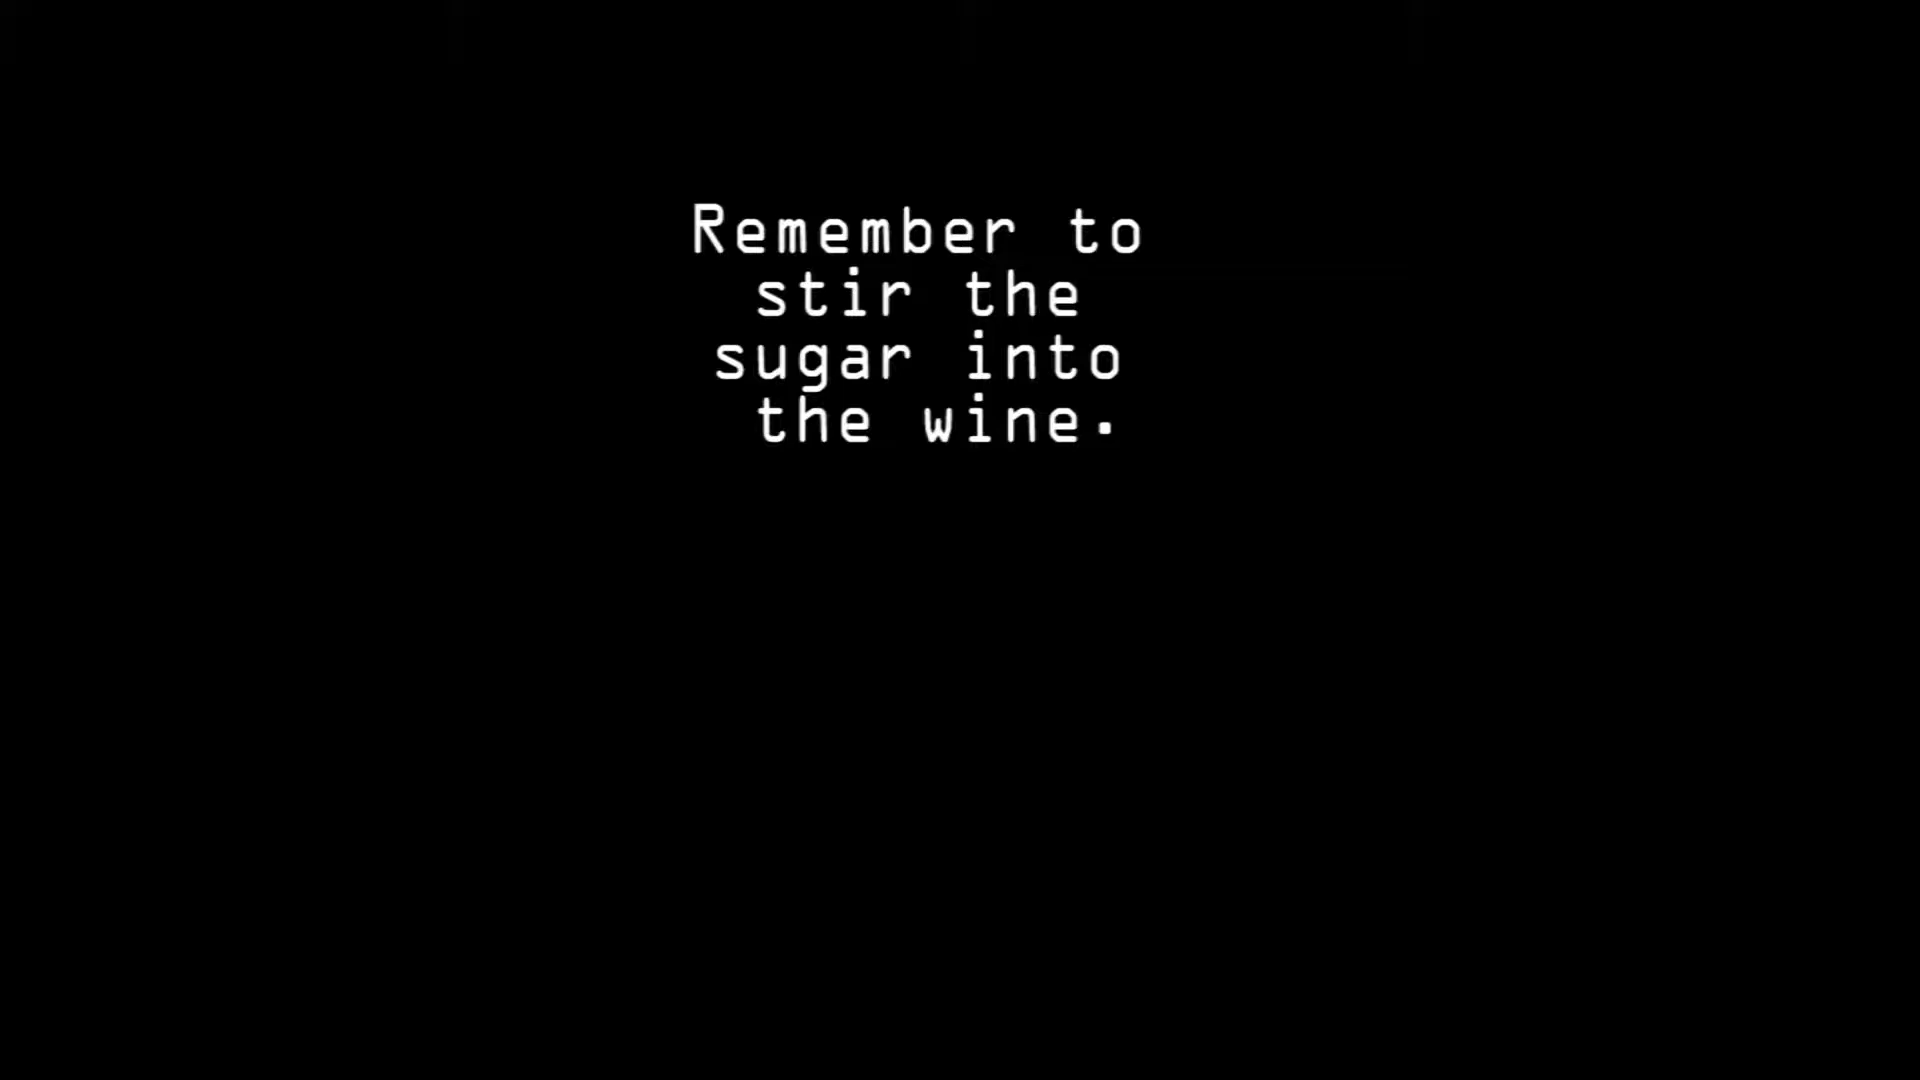 Remember to
stir the
sugar into
the wine.